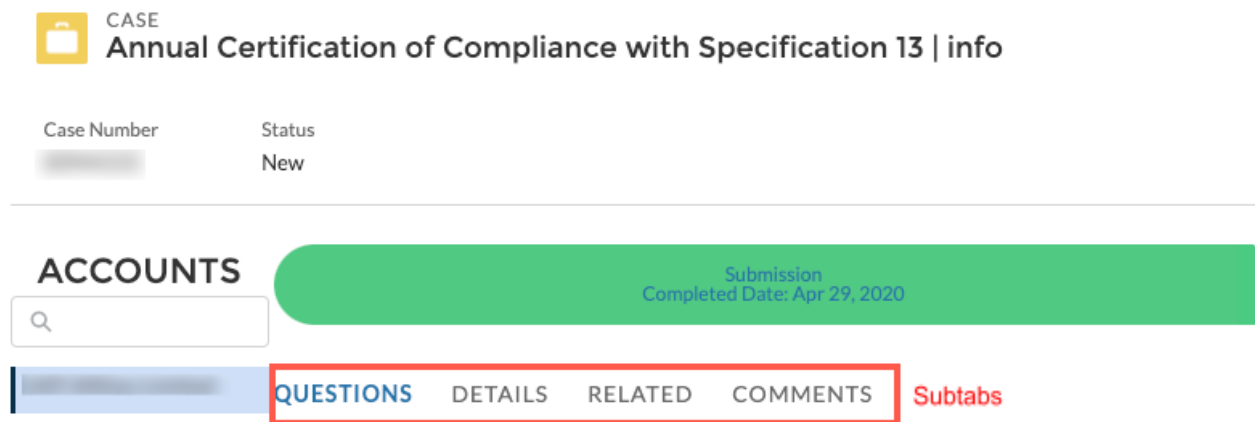 CASE
Annual Certification of Compliance with Specification 13 | info
Case Number
Status
New
ACCOUNTS
Submission
Completed Date: Apr 29, 2020
QUESTIONS DETAILS RELATED COMMENTS Subtabs